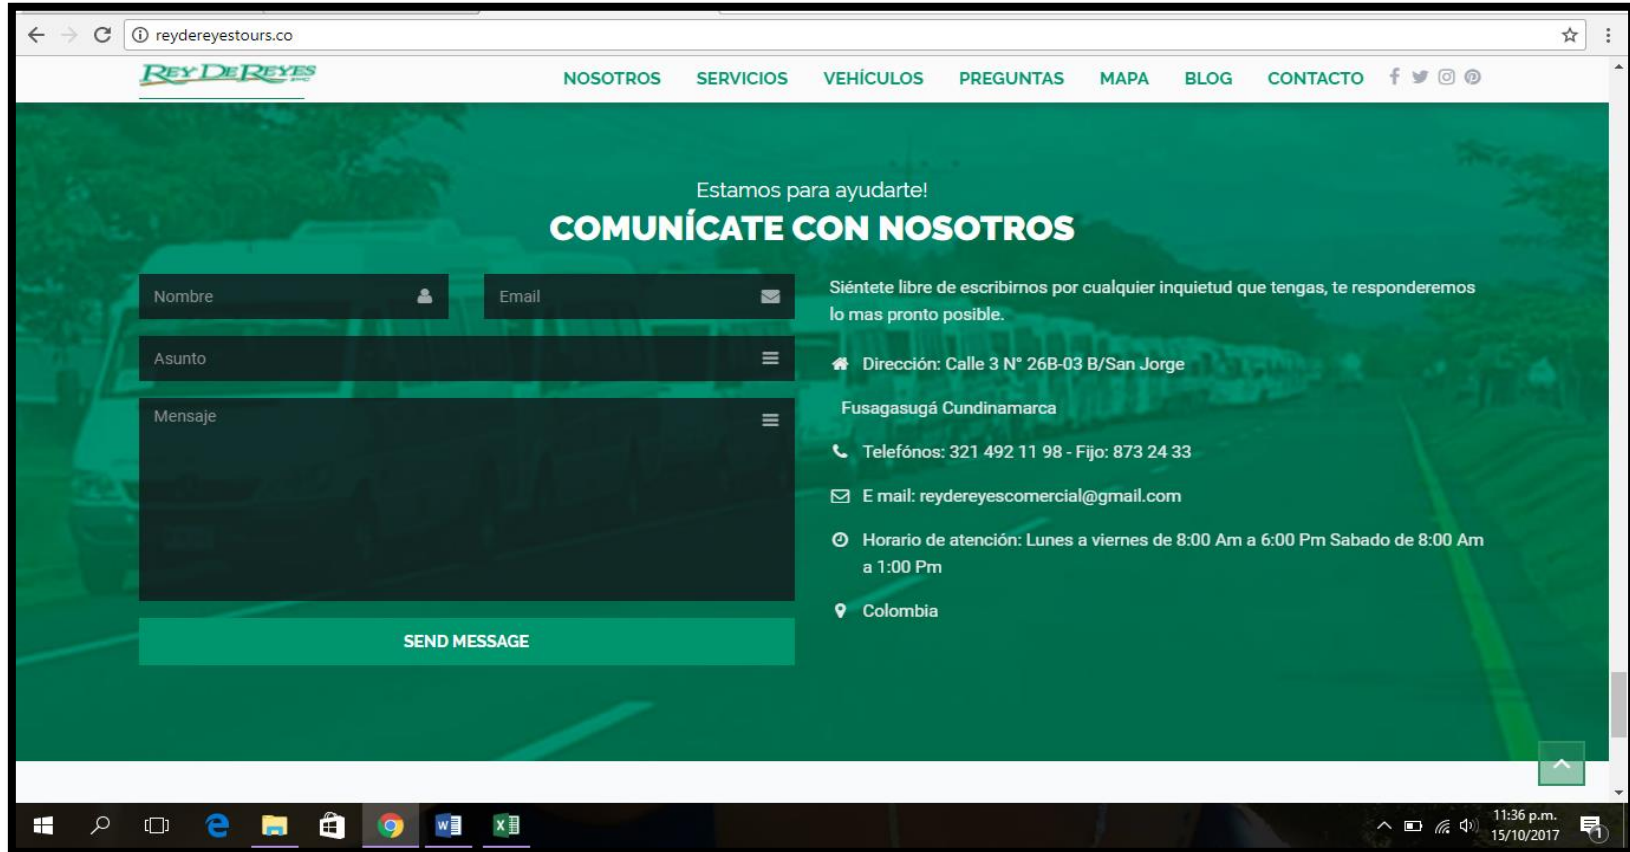 reydereyestours.co
REY DE REYES
NOSOTROS SERVICIOS VEHÍCULOS PREGUNTAS MAPA BLOG CONTACTO
Estamos para ayudarte!
COMUNÍCATE CON NOSOTROS
Nombre
Email
Asunto
Mensaje
SEND MESSAGE
Siéntete libre de escribirnos por cualquier inquietud que tengas, te responderemos
lo mas pronto posible.
Dirección: Calle 3 N° 26B-03 B/San Jorge
Fusagasugá Cundinamarca
Telefónos: 321 492 11 98 - Fijo: 873 24 33
E mail: reydereyescomercial@gmail.com
Horario de atención: Lunes a viernes de 8:00 Am a 6:00 Pm Sabado de 8:00 Am
a 1:00 Pm
Colombia
11:36 p.m.
15/10/2017
1